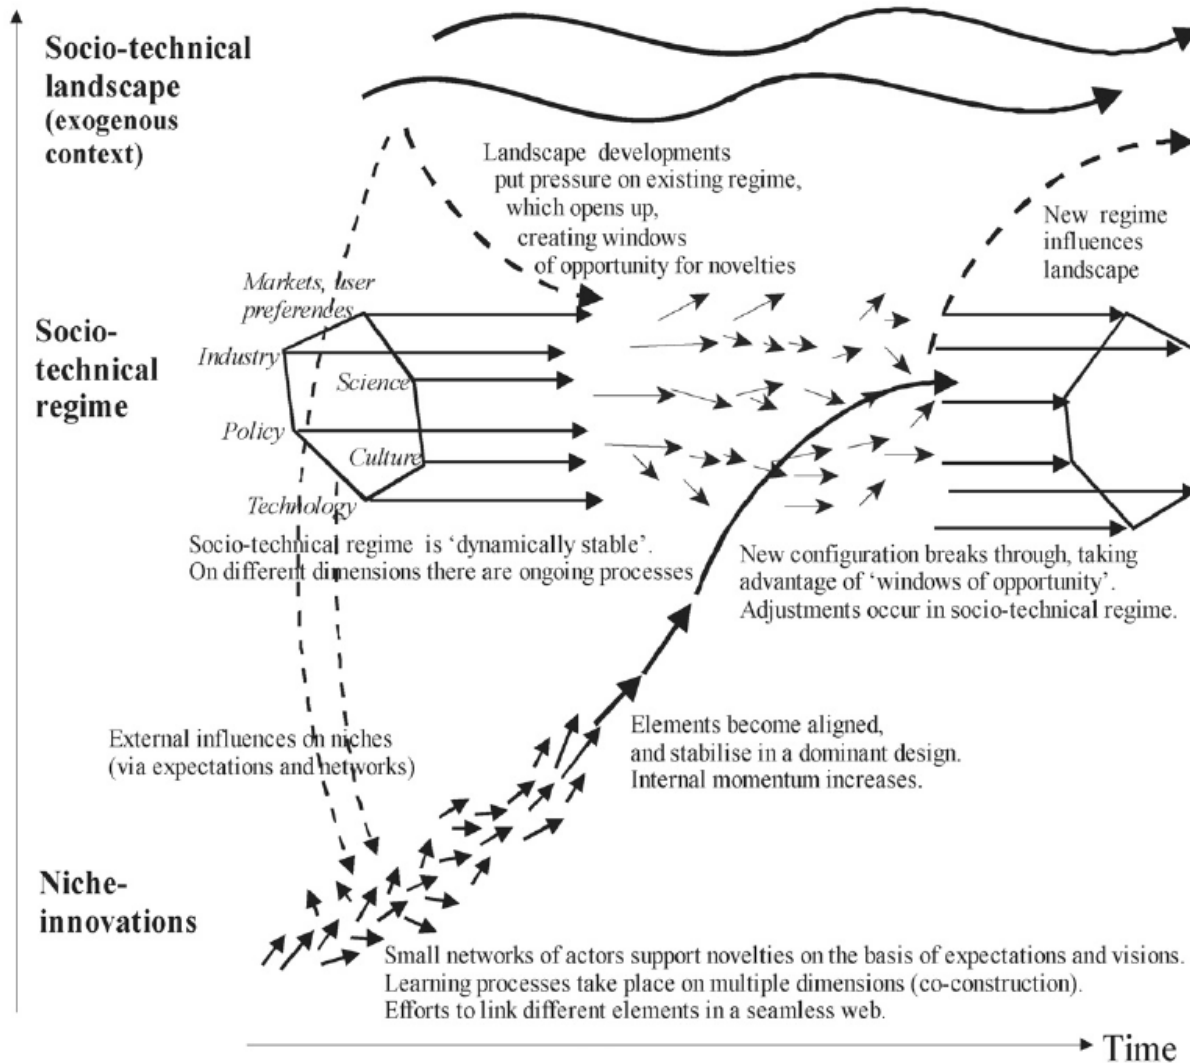 Socio-technical
landscape
(exogenous
context)
Landscape developments
put pressure on existing regime,
which opens up,
creating windows
of opportunity for novelties
New regime
influences
landscape
Markets, user
preferences
Socio-
technical
regime
Industry
Science
Policy
Culture
Technology
Socio-technical regime is ‘dynamically stable’.
On different dimensions there are ongoing processes
New configuration breaks through, taking
advantage of ‘windows of opportunity’.
Adjustments occur in socio-technical regime.
External influences on niches
(via expectations and networks)
Elements become aligned,
and stabilise in a dominant design.
Internal momentum increases.
Niche-
innovations
Small networks of actors support novelties on the basis of expectations and visions.
Learning processes take place on multiple dimensions (co-construction).
Efforts to link different elements in a seamless web.
Time